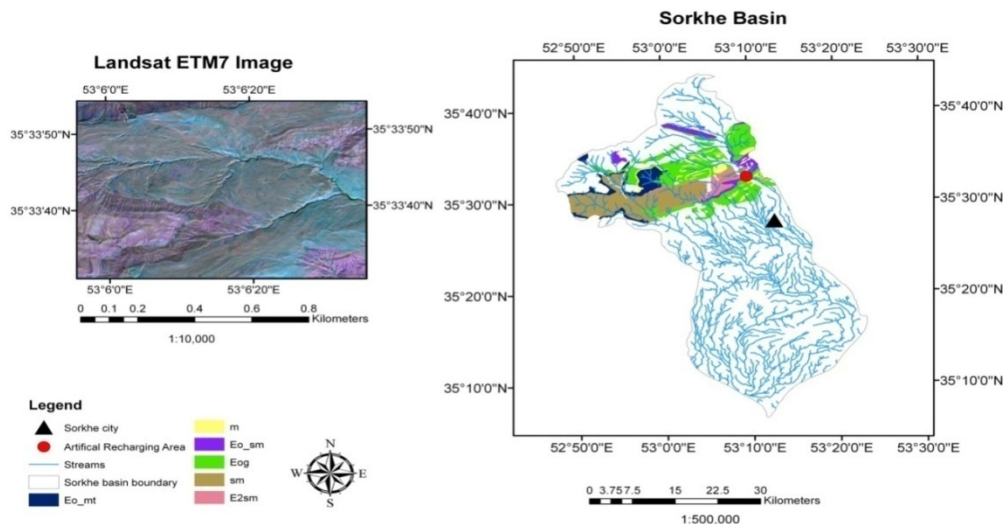 Sorkhe Basin
Landsat ETM7 Image
53°6'0"E 53°6'20"E
35°33'50"N 35°33'50"N
35°33'40"N 35°33'40"N
53°6'0"E 53°6'20"E
0 0.1 0.2 0.4 0.6 0.8
Kilometers
1:10,000
52°50'0"E 53°0'0"E 53°10'0"E 53°20'0"E 53°30'0"E
35°40'0"N 35°40'0"N
35°30'0"N 35°30'0"N
35°20'0"N 35°20'0"N
35°10'0"N 35°10'0"N
52°50'0"E 53°0'0"E 53°10'0"E 53°20'0"E 53°30'0"E
0 3.75 7.5 15 22.5 30
Kilometers
1:500,000
Legend
Sorkhe city
Artifical Recharging Area
Streams
Sorkhe basin boundary
Eo_mt
m
Eo_sm
Eog
sm
E2sm
N
W E
S